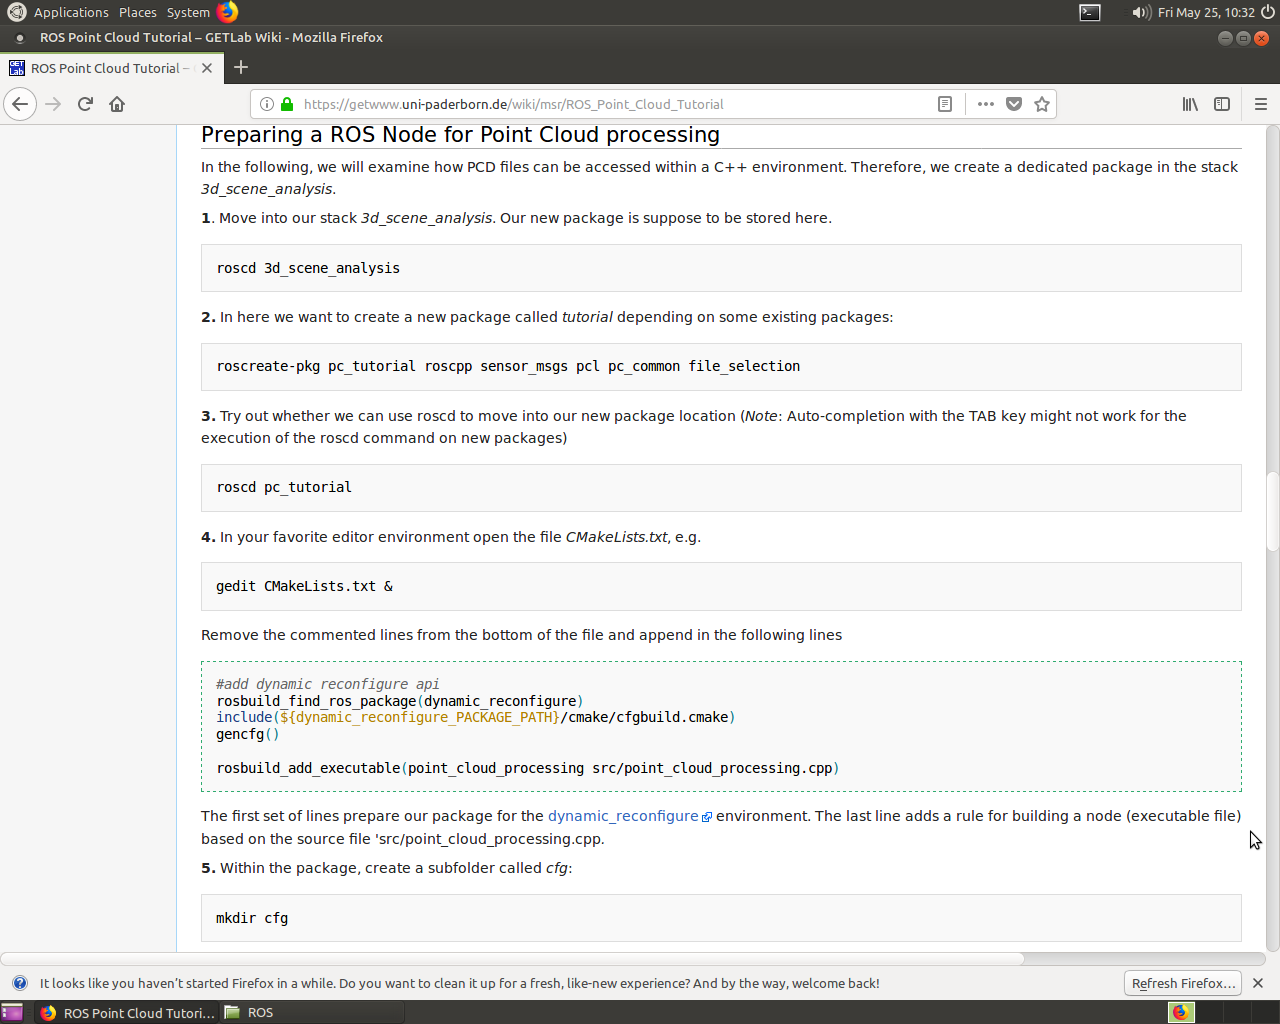 Applications Places System
Fri May 25, 10:32
ROS Point Cloud Tutorial – GETLab Wiki - Mozilla Firefox
GET Lab ROS Point Cloud Tutorial –
https://getwww.uni-paderborn.de/wiki/msr/ROS_Point_Cloud_Tutorial
Preparing a ROS Node for Point Cloud processing
In the following, we will examine how PCD files can be accessed within a C++ environment. Therefore, we create a dedicated package in the stack
3d_scene_analysis.
1. Move into our stack 3d_scene_analysis. Our new package is suppose to be stored here.
roscd 3d_scene_analysis
2. In here we want to create a new package called tutorial depending on some existing packages:
roscreate-pkg pc_tutorial roscpp sensor_msgs pcl pc_common file_selection
3. Try out whether we can use roscd to move into our new package location (Note: Auto-completion with the TAB key might not work for the
execution of the roscd command on new packages)
roscd pc_tutorial
4. In your favorite editor environment open the file CMakeLists.txt, e.g.
gedit CMakeLists.txt &
Remove the commented lines from the bottom of the file and append in the following lines
#add dynamic reconfigure api
rosbuild_find_ros_package(dynamic_reconfigure)
include(${dynamic_reconfigure_PACKAGE_PATH}/cmake/cfgbuild.cmake)
gencfg()
rosbuild_add_executable(point_cloud_processing src/point_cloud_processing.cpp)
The first set of lines prepare our package for the dynamic_reconfigure environment. The last line adds a rule for building a node (executable file)
based on the source file 'src/point_cloud_processing.cpp.
5. Within the package, create a subfolder called cfg:
mkdir cfg
It looks like you haven't started Firefox in a while. Do you want to clean it up for a fresh, like-new experience? And by the way, welcome back!
Refresh Firefox...
ROS Point Cloud Tutori...
ROS